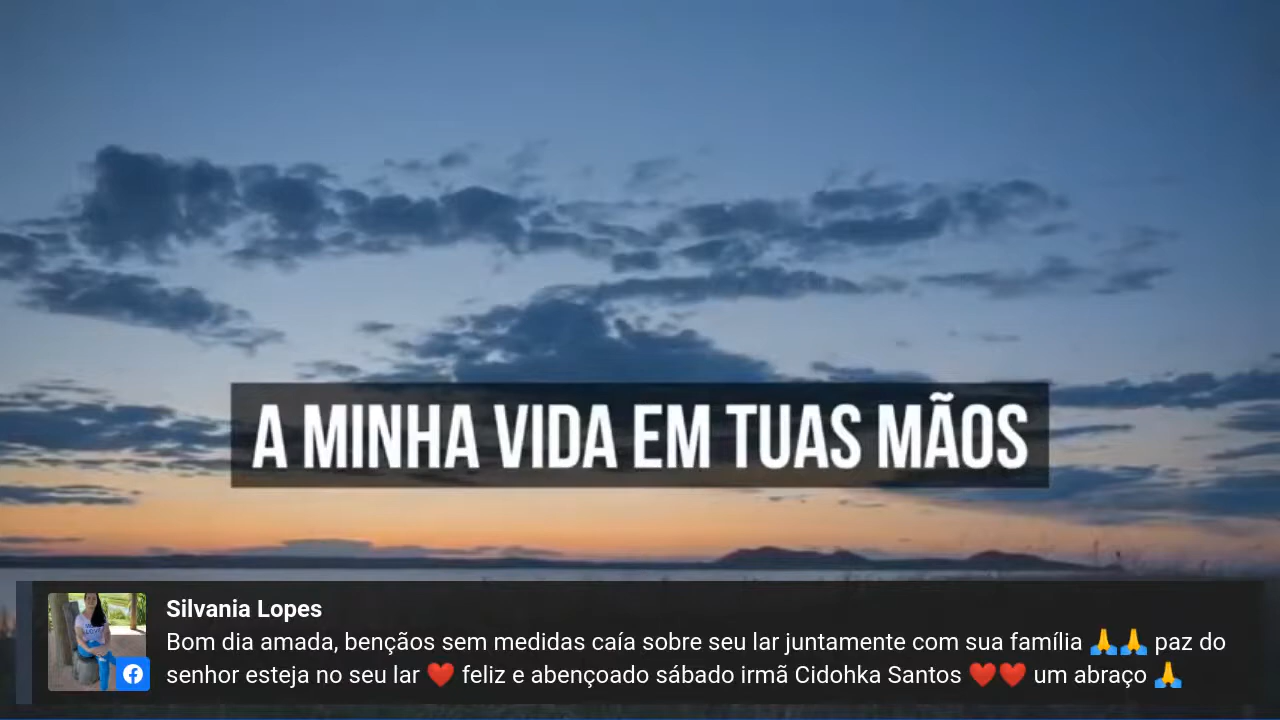 A MINHA VIDA EM TUAS MÃOS
Silvania Lopes
Bom dia amada, bençãos sem medidas caía sobre seu lar juntamente com sua família 🙏🙏 paz do
senhor esteja no seu lar ❤️ feliz e abençoado sábado irmã Cidohka Santos ❤️❤️ um abraço 🙏